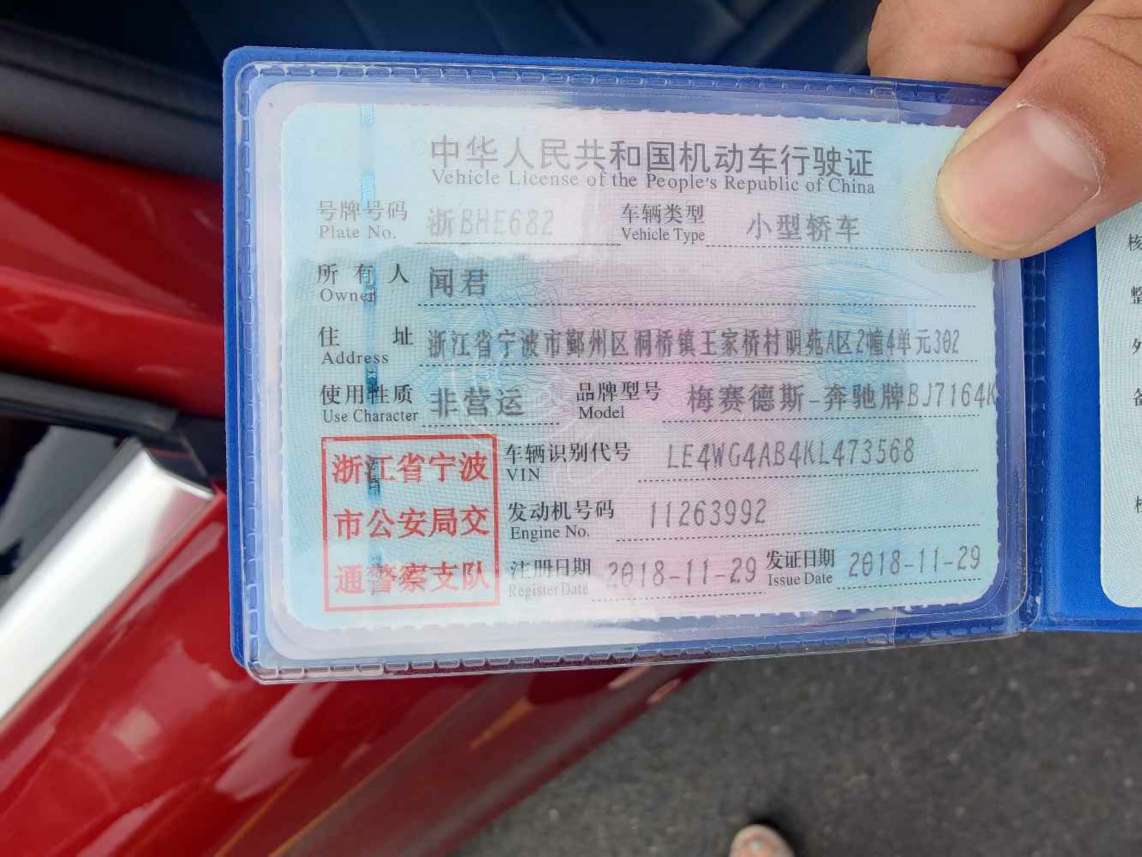 中华人民共和国机动车行驶证
Vehicle License of the People's Republic of China
号牌号码 浙BHE682 车辆类型 小型轿车
Plate No. Vehicle Type
所有人 闻君
Owner
住址 浙江省宁波市鄞州区洞桥镇王家桥村明苑A区2幢4单元302
Address
使用性质 非营运 品牌型号 梅赛德斯-奔驰牌BJ7164K
Use Character Model
浙江省宁波
市公安局交
通警察支队
车辆识别代号 LE4WG4AB4KL473568
VIN
发动机号码 11263992
Engine No.
注册日期 2018-11-29 发证日期 2018-11-29
Register Date Issue Date
核
整
外
备